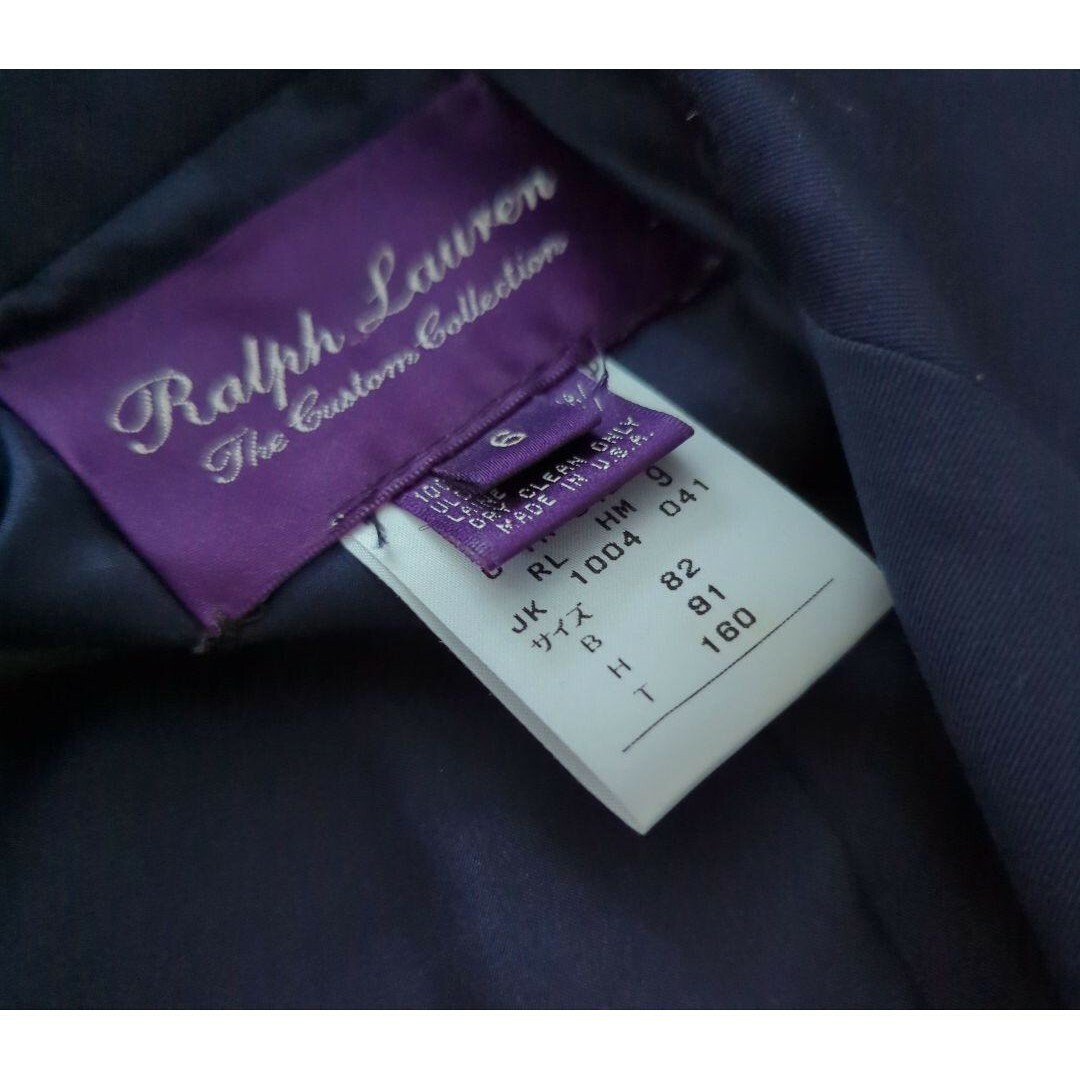 Ralph Lauren
The Custom Collection
6
DRY CLEAN ONLY
MADE IN U.S.A.
9
RL HM
JK 1004 041
サイズ
B 82
H 91
T 160